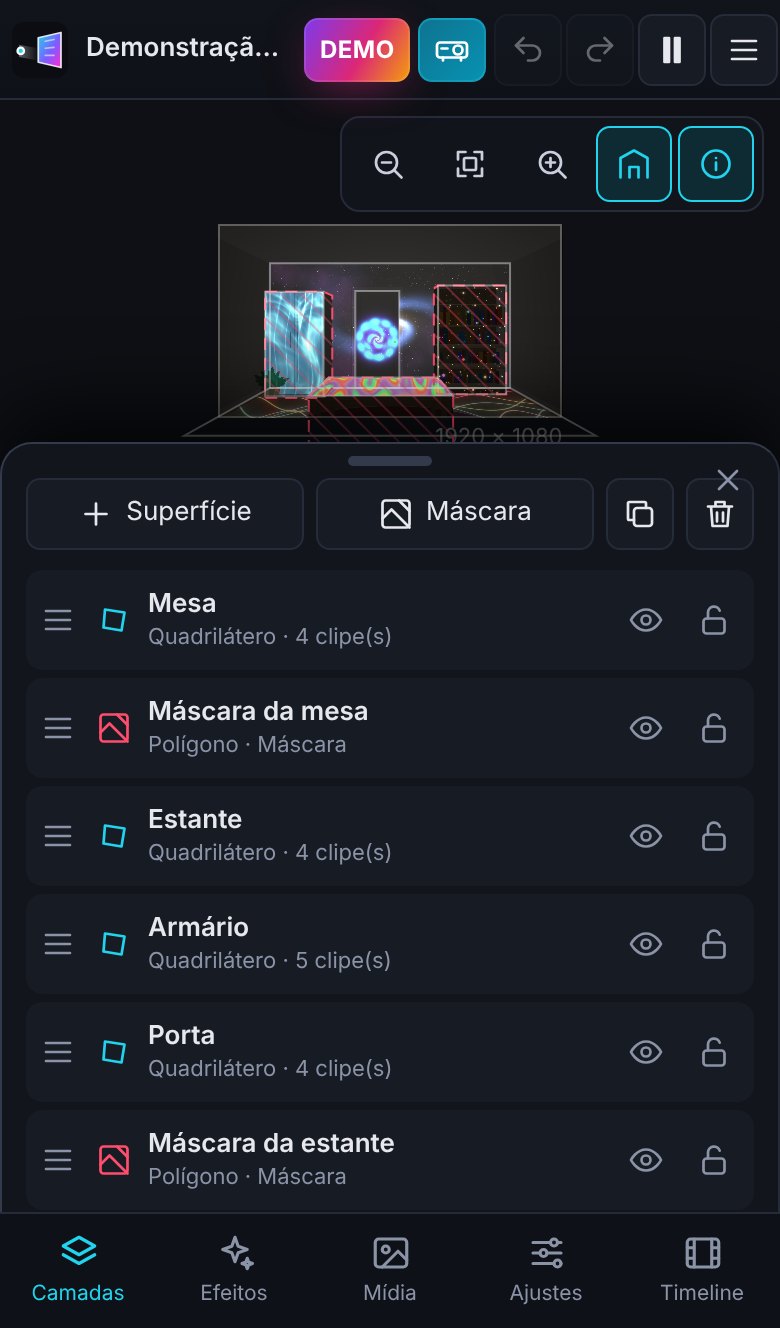 Demonstraçã...
DEMO
1920 × 1080
Superfície
Máscara
Mesa
Quadrilátero · 4 clipe(s)
Máscara da mesa
Polígono · Máscara
Estante
Quadrilátero · 4 clipe(s)
Armário
Quadrilátero · 5 clipe(s)
Porta
Quadrilátero · 4 clipe(s)
Máscara da estante
Polígono · Máscara
Camadas
Efeitos
Mídia
Ajustes
Timeline